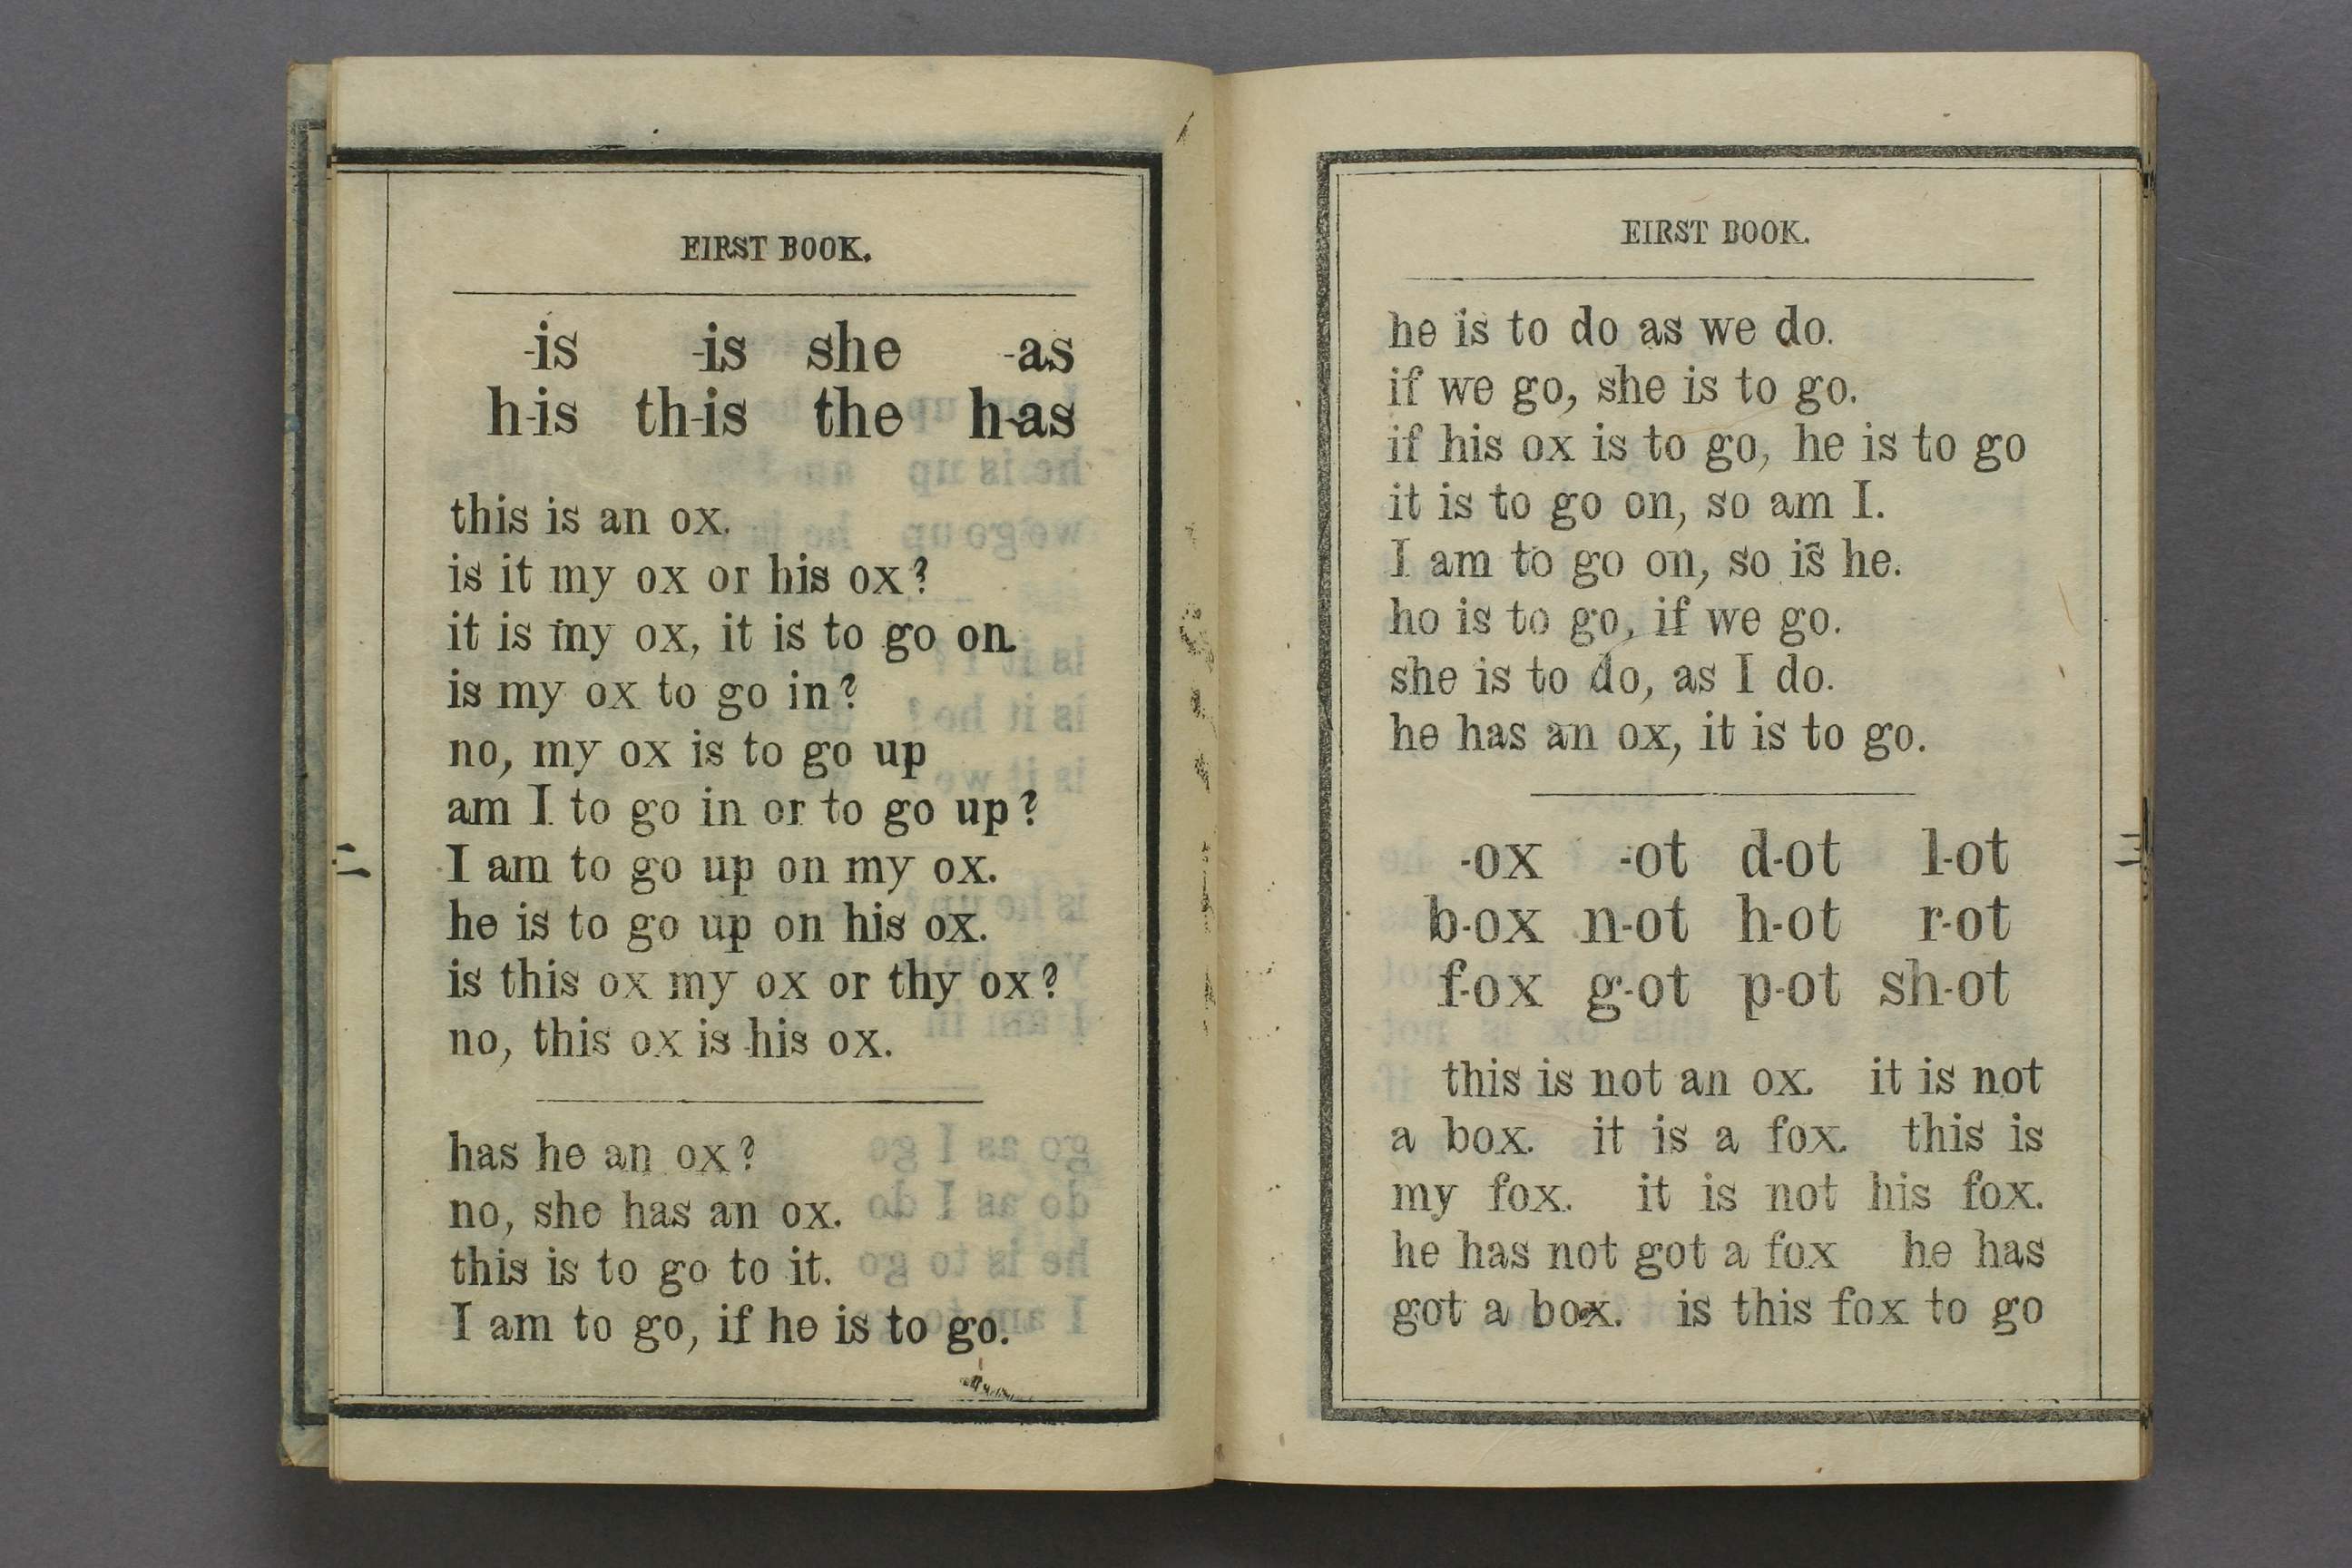 EIRST BOOK.
-is -is she -as
h-is th-is the h-as
this is an ox.
is it my ox or his ox?
it is my ox, it is to go on.
is my ox to go in?
no, my ox is to go up
am I to go in or to go up?
I am to go up on my ox.
he is to go up on his ox.
is this ox my ox or thy ox?
no, this ox is his ox.
has he an ox?
no, she has an ox.
this is to go to it.
I am to go, if he is to go.
二
EIRST BOOK.
he is to do as we do.
if we go, she is to go.
if his ox is to go, he is to go
it is to go on, so am I.
I am to go on, so is he.
ho is to go, if we go.
she is to do, as I do.
he has an ox, it is to go.
-ox -ot d-ot l-ot
b-ox n-ot h-ot r-ot
f-ox g-ot p-ot sh-ot
this is not an ox. it is not
a box. it is a fox. this is
my fox. it is not his fox.
he has not got a fox he has
got a box. is this fox to go
三